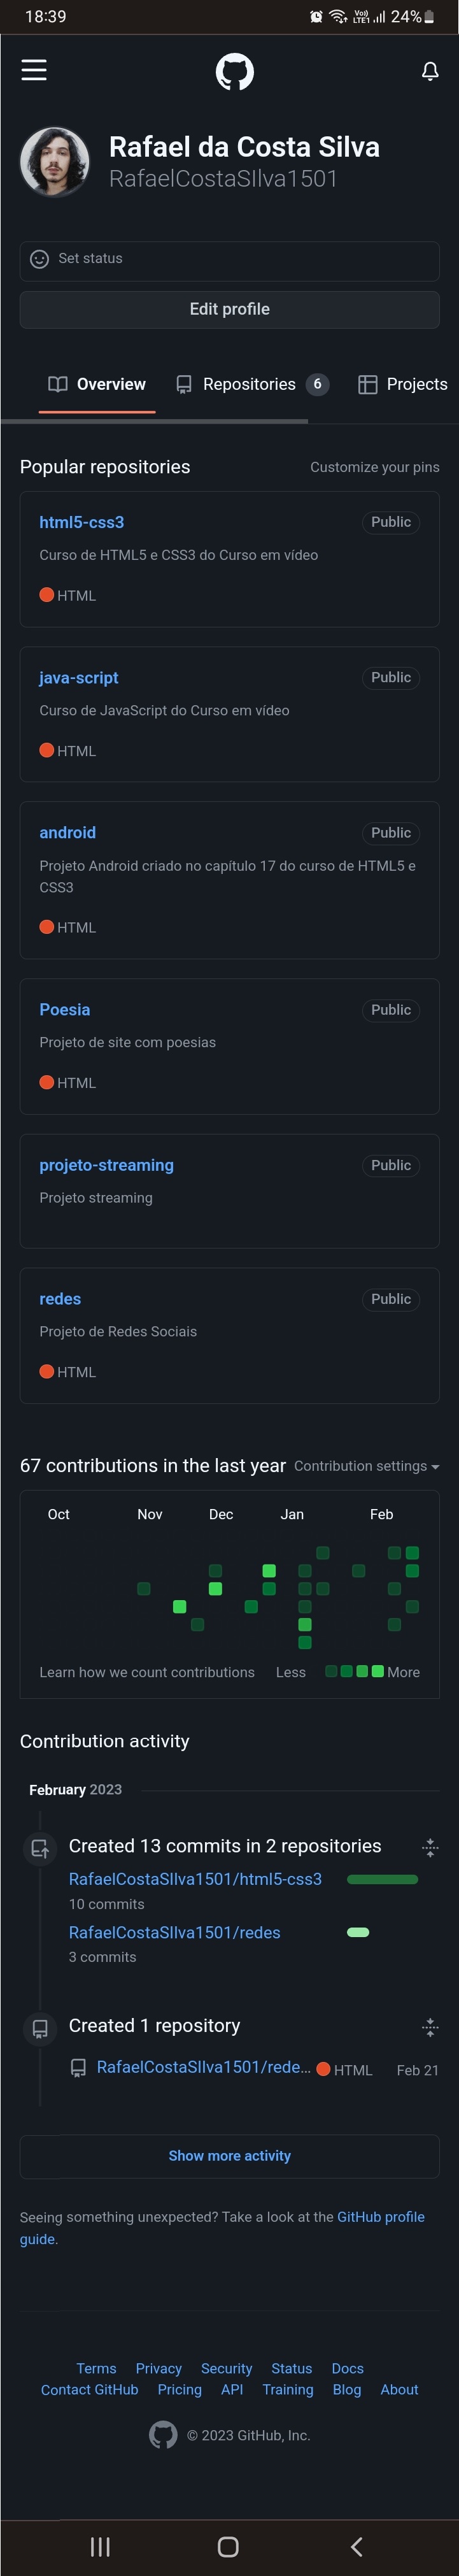 18:39
Vo)) LTE1 24%
Rafael da Costa Silva
RafaelCostaSIlva1501
Set status
Edit profile
Overview Repositories 6 Projects
Popular repositories Customize your pins
html5-css3 Public
Curso de HTML5 e CSS3 do Curso em vídeo
HTML
java-script Public
Curso de JavaScript do Curso em vídeo
HTML
android Public
Projeto Android criado no capítulo 17 do curso de HTML5 e
CSS3
HTML
Poesia Public
Projeto de site com poesias
HTML
projeto-streaming Public
Projeto streaming
redes Public
Projeto de Redes Sociais
HTML
67 contributions in the last year Contribution settings
Oct Nov Dec Jan Feb
Learn how we count contributions Less More
Contribution activity
February 2023
Created 13 commits in 2 repositories
RafaelCostaSIlva1501/html5-css3
10 commits
RafaelCostaSIlva1501/redes
3 commits
Created 1 repository
RafaelCostaSIlva1501/rede... HTML Feb 21
Show more activity
Seeing something unexpected? Take a look at the GitHub profile
guide.
Terms Privacy Security Status Docs
Contact GitHub Pricing API Training Blog About
© 2023 GitHub, Inc.